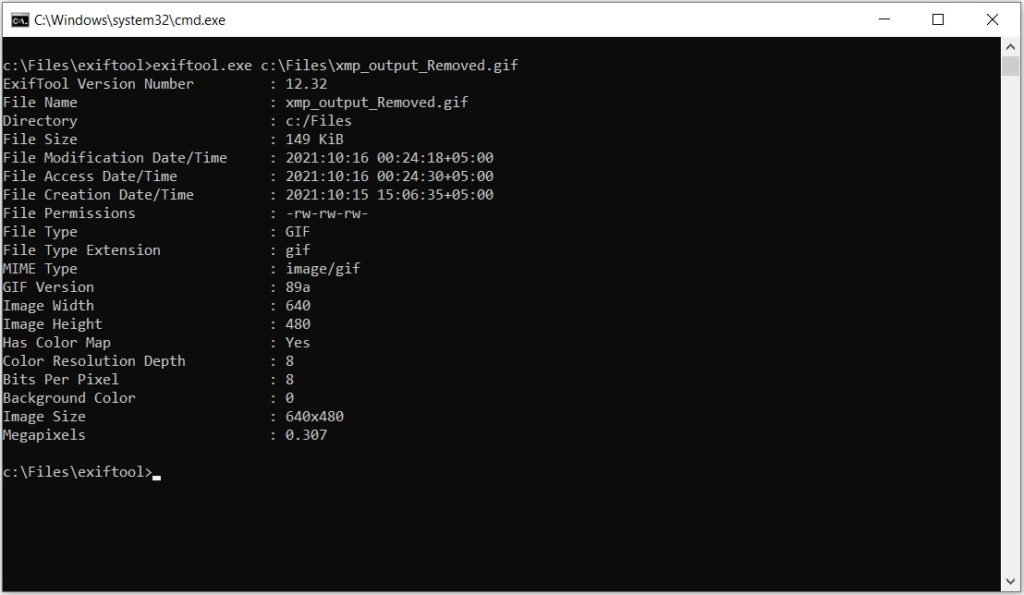 C:\Windows\system32\cmd.exe
c:\Files\exiftool>exiftool.exe c:\Files\xmp_output_Removed.gif
ExifTool Version Number         : 12.32
File Name                       : xmp_output_Removed.gif
Directory                       : c:/Files
File Size                       : 149 KiB
File Modification Date/Time     : 2021:10:16 00:24:18+05:00
File Access Date/Time           : 2021:10:16 00:24:30+05:00
File Creation Date/Time         : 2021:10:15 15:06:35+05:00
File Permissions                : -rw-rw-rw-
File Type                       : GIF
File Type Extension             : gif
MIME Type                       : image/gif
GIF Version                     : 89a
Image Width                     : 640
Image Height                    : 480
Has Color Map                   : Yes
Color Resolution Depth          : 8
Bits Per Pixel                  : 8
Background Color                : 0
Image Size                      : 640x480
Megapixels                      : 0.307
c:\Files\exiftool>